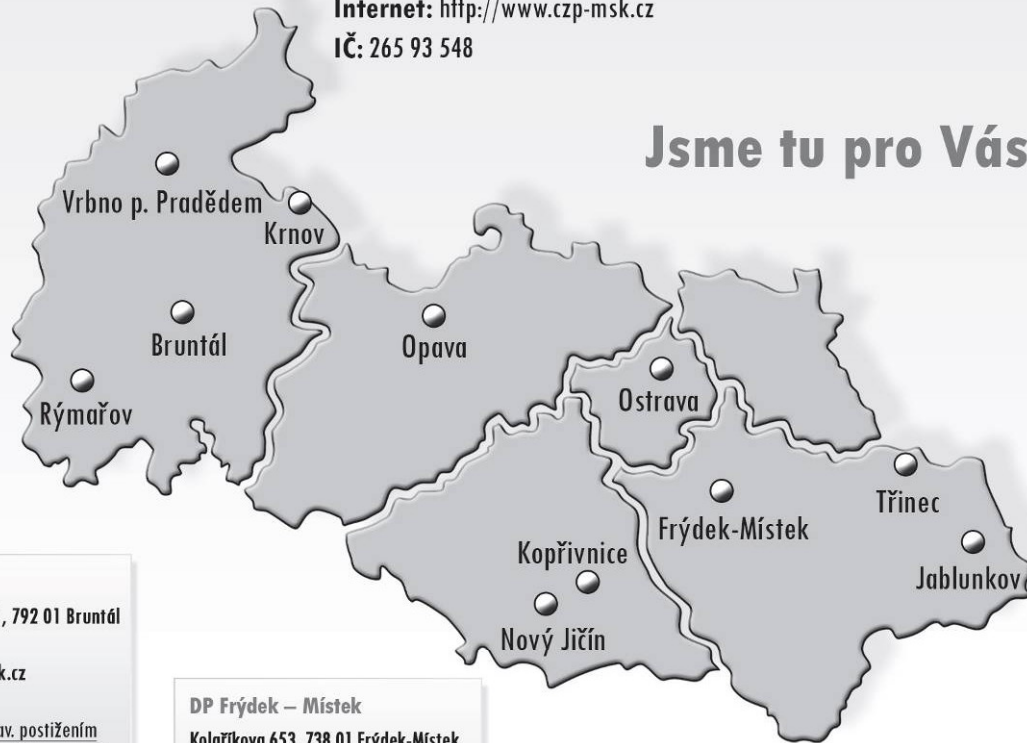 Internet: http://www.czp-msk.cz
IČ: 265 93 548
Jsme tu pro Vás
Vrbno p. Pradědem
Krnov
Bruntál
Opava
Rýmařov
Ostrava
Třinec
Frýdek-Místek
Kopřivnice
Jablunkov
Nový Jičín
, 792 01 Bruntál
k.cz
av. postižením
DP Frýdek – Místek
Kolaříkova 653, 738 01 Frýdek-Místek